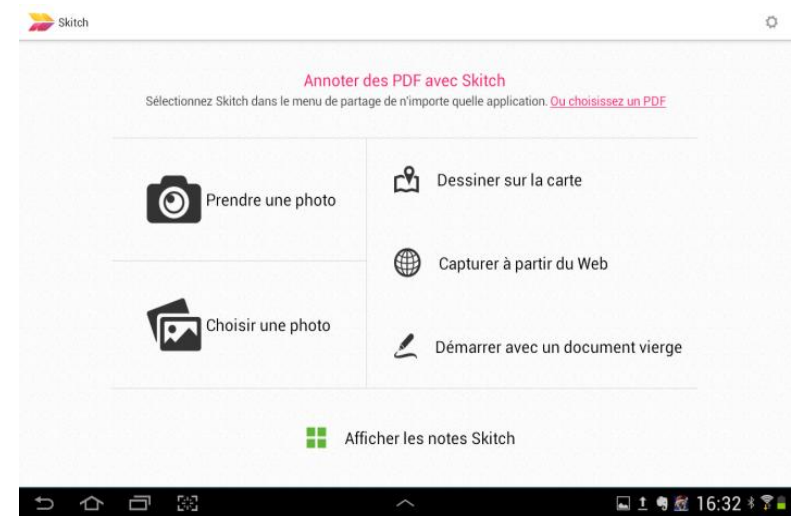 Skitch
Annoter des PDF avec Skitch
Sélectionnez Skitch dans le menu de partage de n'importe quelle application. Ou choisissez un PDF
Prendre une photo
Choisir une photo
Dessiner sur la carte
Capturer à partir du Web
Démarrer avec un document vierge
Afficher les notes Skitch
16:32